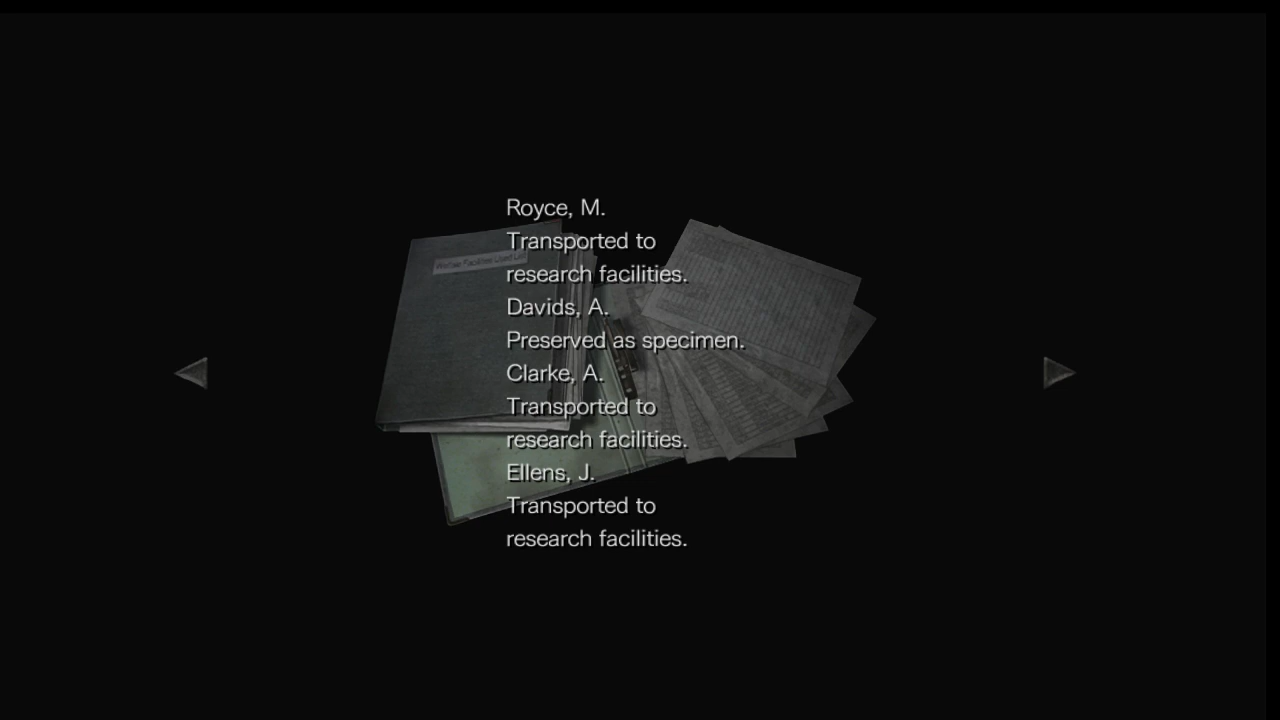 Royce, M.
Transported to
research facilities.
Davids, A.
Preserved as specimen.
Clarke, A.
Transported to
research facilities.
Ellens, J.
Transported to
research facilities.